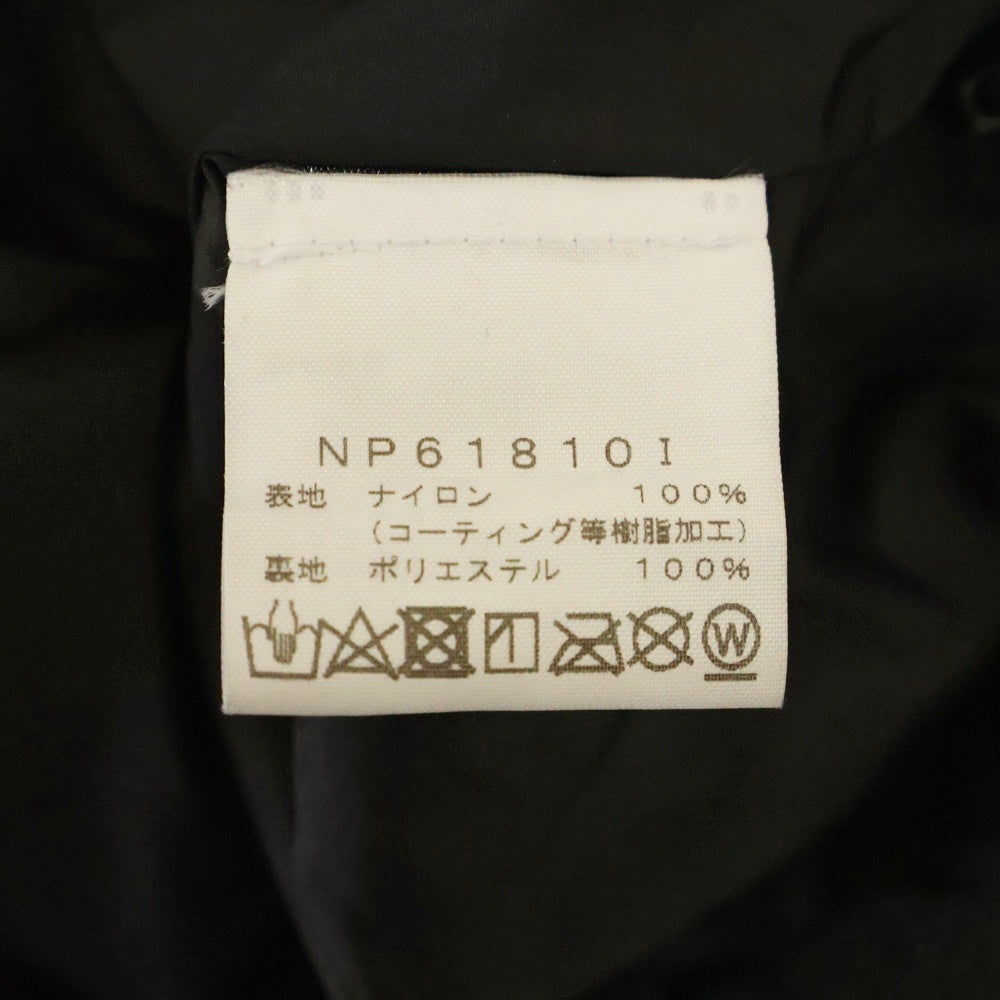 NP61810I
表地 ナイロン 100%
(コーティング等樹脂加工)
裏地 ポリエステル 100%
W